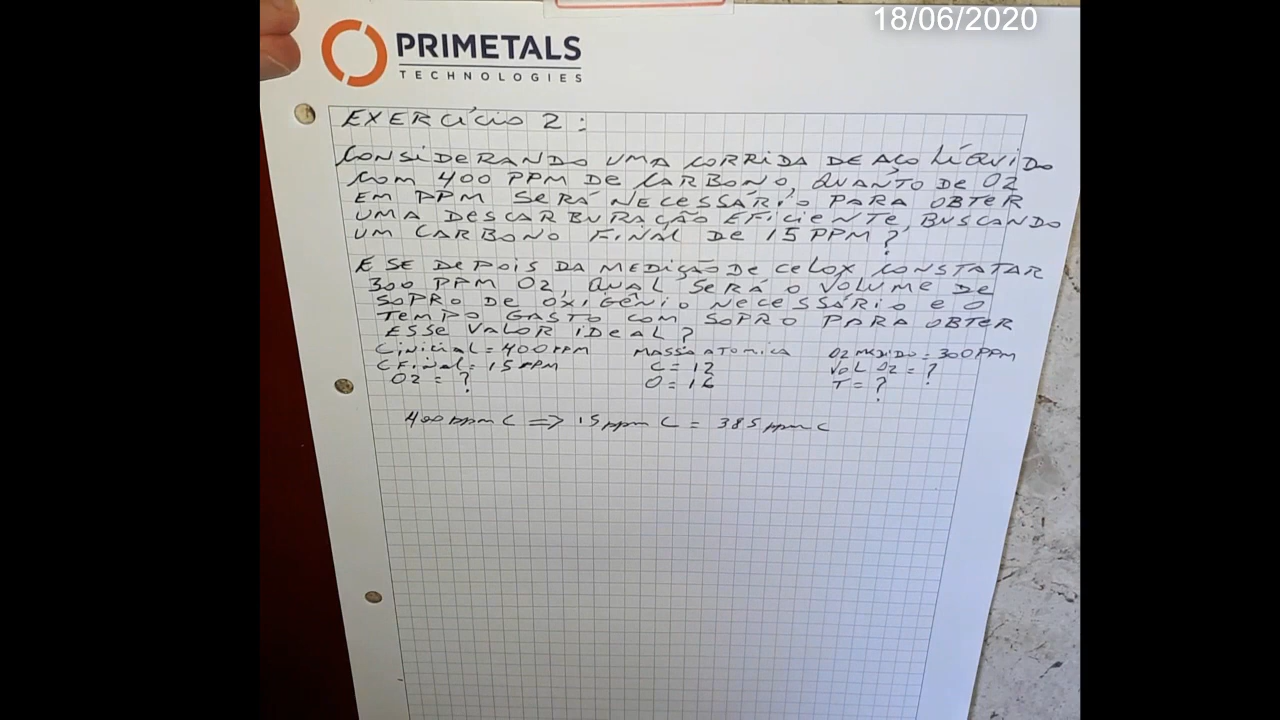 18/06/2020
PRIMETALS
TECHNOLOGIES
EXERCÍCIO 2:
CONSIDERANDO UMA CORRIDA DE AÇO LÍQUIDO
COM 400 PPM DE CARBONO, QUANTO DE O2
EM PPM SERÁ NECESSÁRIO PARA OBTER
UMA DESCARBURAÇÃO EFICIENTE, BUSCANDO
UM CARBONO FINAL DE 15 PPM?
E SE DEPOIS DA MEDIÇÃO DE CELOX CONSTATAR
300 PPM O2, QUAL SERÁ O VOLUME DE
SOPRO DE OXIGÊNIO NECESSÁRIO E O
TEMPO GASTO COM SOPRO PARA OBTER
ESSE VALOR IDEAL?
C INICIAL = 400 PPM MASSA ATOMICA O2 MEDIDO = 300 PPM
C FINAL = 15 PPM C = 12 VOL O2 = ?
O2 = ? O = 16 T = ?
400 ppm C => 15 ppm C = 385 ppm C